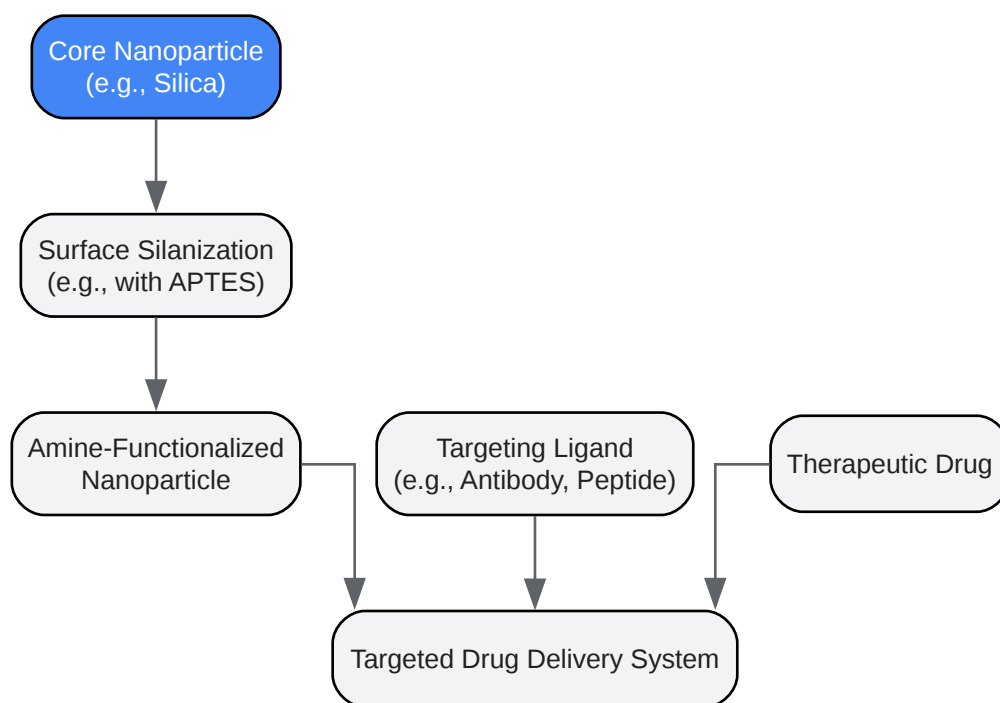 Core Nanoparticle
(e.g., Silica)
Surface Silanization
(e.g., with APTES)
Amine-Functionalized
Nanoparticle
Targeting Ligand
(e.g., Antibody, Peptide)
Therapeutic Drug
Targeted Drug Delivery System